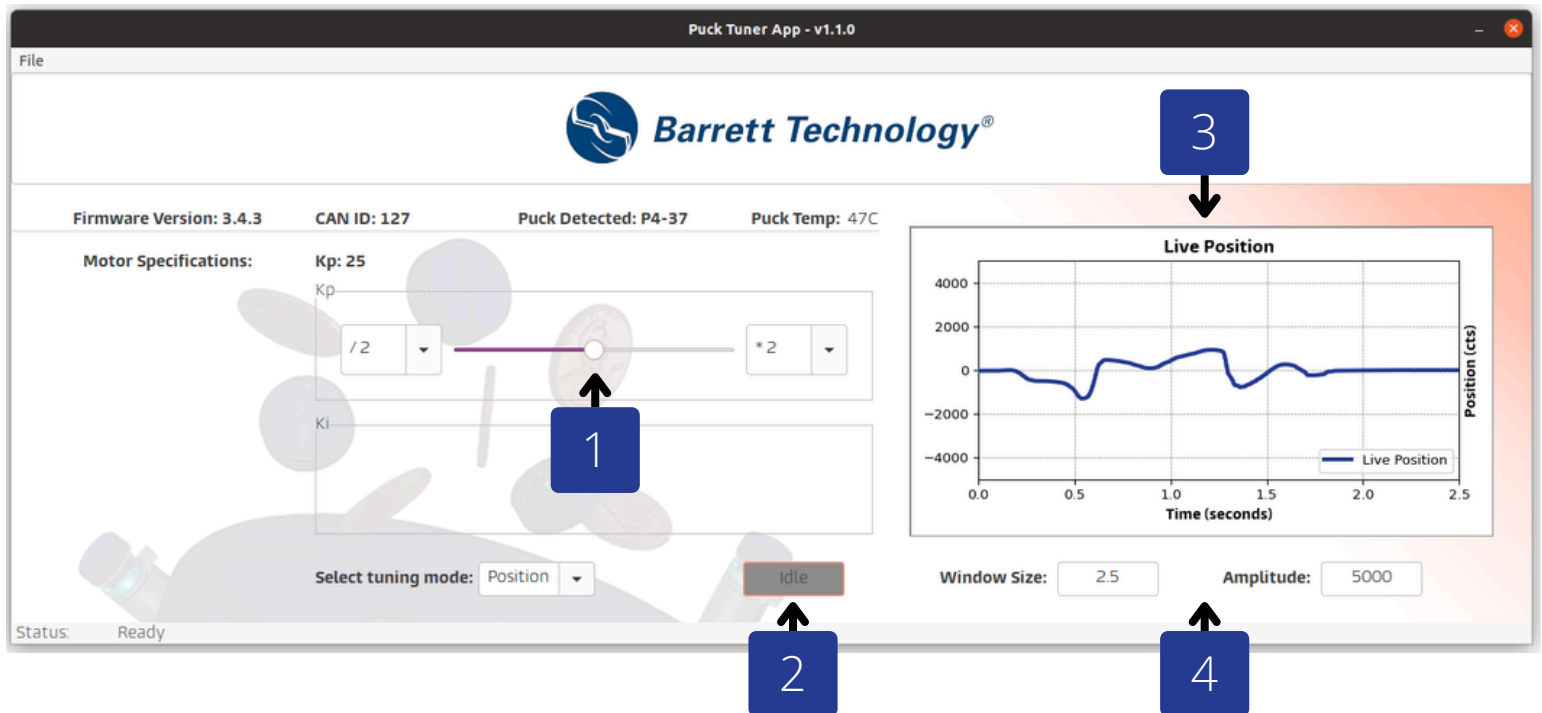 Puck Tuner App - v1.1.0
File
Barrett Technology®
3
Firmware Version: 3.4.3 CAN ID: 127 Puck Detected: P4-37 Puck Temp: 47C
Motor Specifications: Kp: 25
Kp
/ 2
* 2
1
Ki
Select tuning mode: Position
Idle
2
Live Position
4000
2000
0
−2000
−4000
0.0 0.5 1.0 1.5 2.0 2.5
Time (seconds)
Position (cts)
Live Position
Window Size: 2.5 Amplitude: 5000
4
Status: Ready